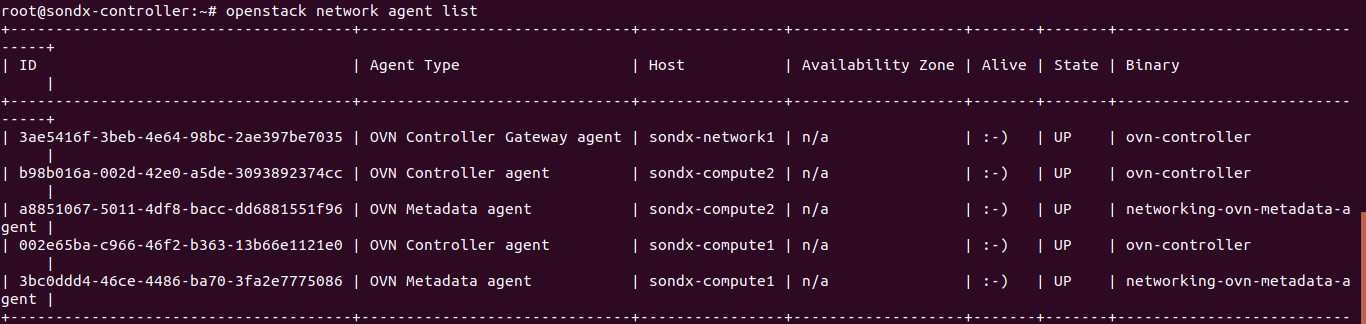 root@sondx-controller:~# openstack network agent list
+--------------------------------------+------------------------------+----------------+-------------------+-------+-------+--------------------------
-----+
| ID                                   | Agent Type                   | Host           | Availability Zone | Alive | State | Binary
     |
+--------------------------------------+------------------------------+----------------+-------------------+-------+-------+--------------------------
-----+
| 3ae5416f-3beb-4e64-98bc-2ae397be7035 | OVN Controller Gateway agent | sondx-network1 | n/a               | :-)   | UP    | ovn-controller
     |
| b98b016a-002d-42e0-a5de-3093892374cc | OVN Controller agent         | sondx-compute2 | n/a               | :-)   | UP    | ovn-controller
     |
| a8851067-5011-4df8-bacc-dd6881551f96 | OVN Metadata agent           | sondx-compute2 | n/a               | :-)   | UP    | networking-ovn-metadata-a
gent |
| 002e65ba-c966-46f2-b363-13b66e1121e0 | OVN Controller agent         | sondx-compute1 | n/a               | :-)   | UP    | ovn-controller
     |
| 3bc0ddd4-46ce-4486-ba70-3fa2e7775086 | OVN Metadata agent           | sondx-compute1 | n/a               | :-)   | UP    | networking-ovn-metadata-a
gent |
+--------------------------------------+------------------------------+----------------+-------------------+-------+-------+--------------------------